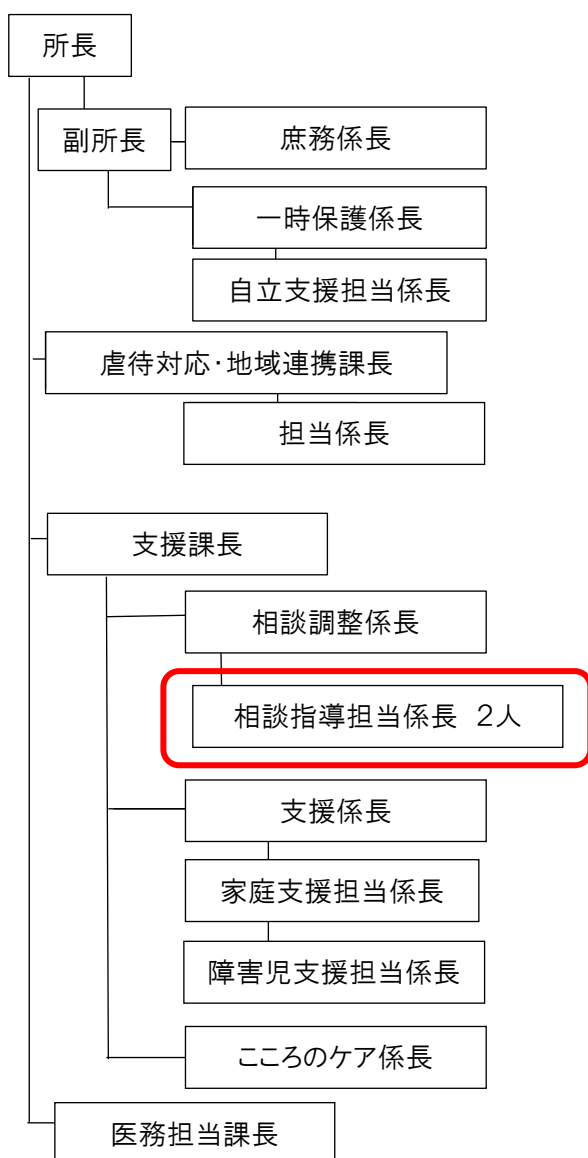 所長
副所長
庶務係長
一時保護係長
自立支援担当係長
虐待対応・地域連携課長
担当係長
支援課長
相談調整係長
相談指導担当係長 2人
支援係長
家庭支援担当係長
障害児支援担当係長
こころのケア係長
医務担当課長